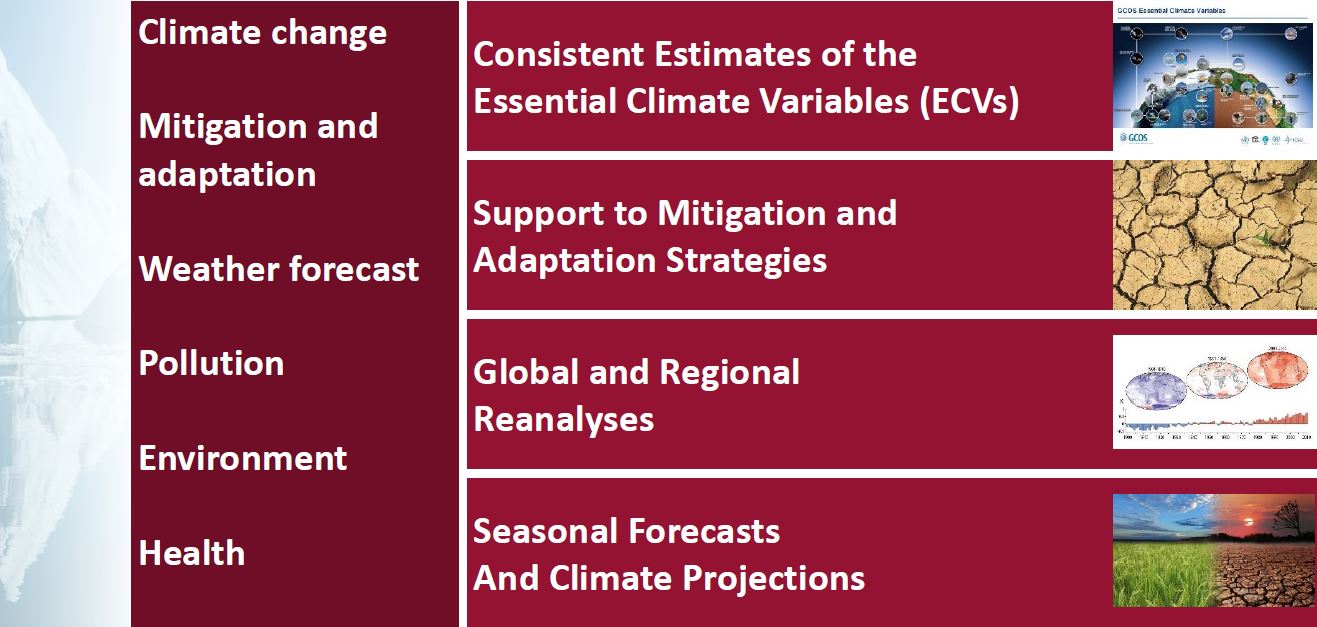 Climate change
Mitigation and
adaptation
Weather forecast
Pollution
Environment
Health
Consistent Estimates of the
Essential Climate Variables (ECVs)
GCOS Essential Climate Variables
GCOS
Support to Mitigation and
Adaptation Strategies
Global and Regional
Reanalyses
Seasonal Forecasts
And Climate Projections